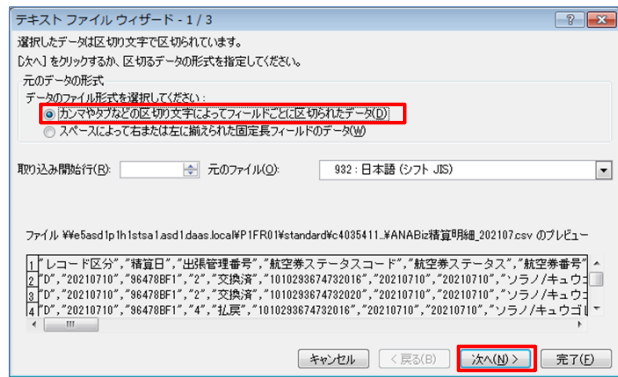 テキスト ファイル ウィザード - 1 / 3
選択したデータは区切り文字で区切られています。
[次へ] をクリックするか、区切るデータの形式を指定してください。
元のデータの形式
データのファイル形式を選択してください:
カンマやタブなどの区切り文字によってフィールドごとに区切られたデータ(D)
スペースによって右または左に揃えられた固定長フィールドのデータ(W)
取り込み開始行(R): 元のファイル(O): 932 : 日本語 (シフト JIS)
ファイル ¥¥e5asd1p1h1stsa1.asd1.daas.local¥P1FR01¥standard¥c4035411...¥ANABiz積算明細_202107.csv のプレビュー
1 "レコード区分","積算日","出張管理番号","航空券ステータスコード","航空券ステータス","航空券番号"
2 "D","20210710","96478BF1","2","交換済","1010293674732016","20210710","20210710","ソラノ/キュウゴ
3 "D","20210710","96478BF1","2","交換済","1010293674732020","20210710","20210710","ソラノ/キュウゴ
4 "D","20210710","96478BF1","4","払戻","1010293674732016","20210710","20210710","ソラノ/キュウゴ
キャンセル < 戻る(B) 次へ(N) > 完了(F)